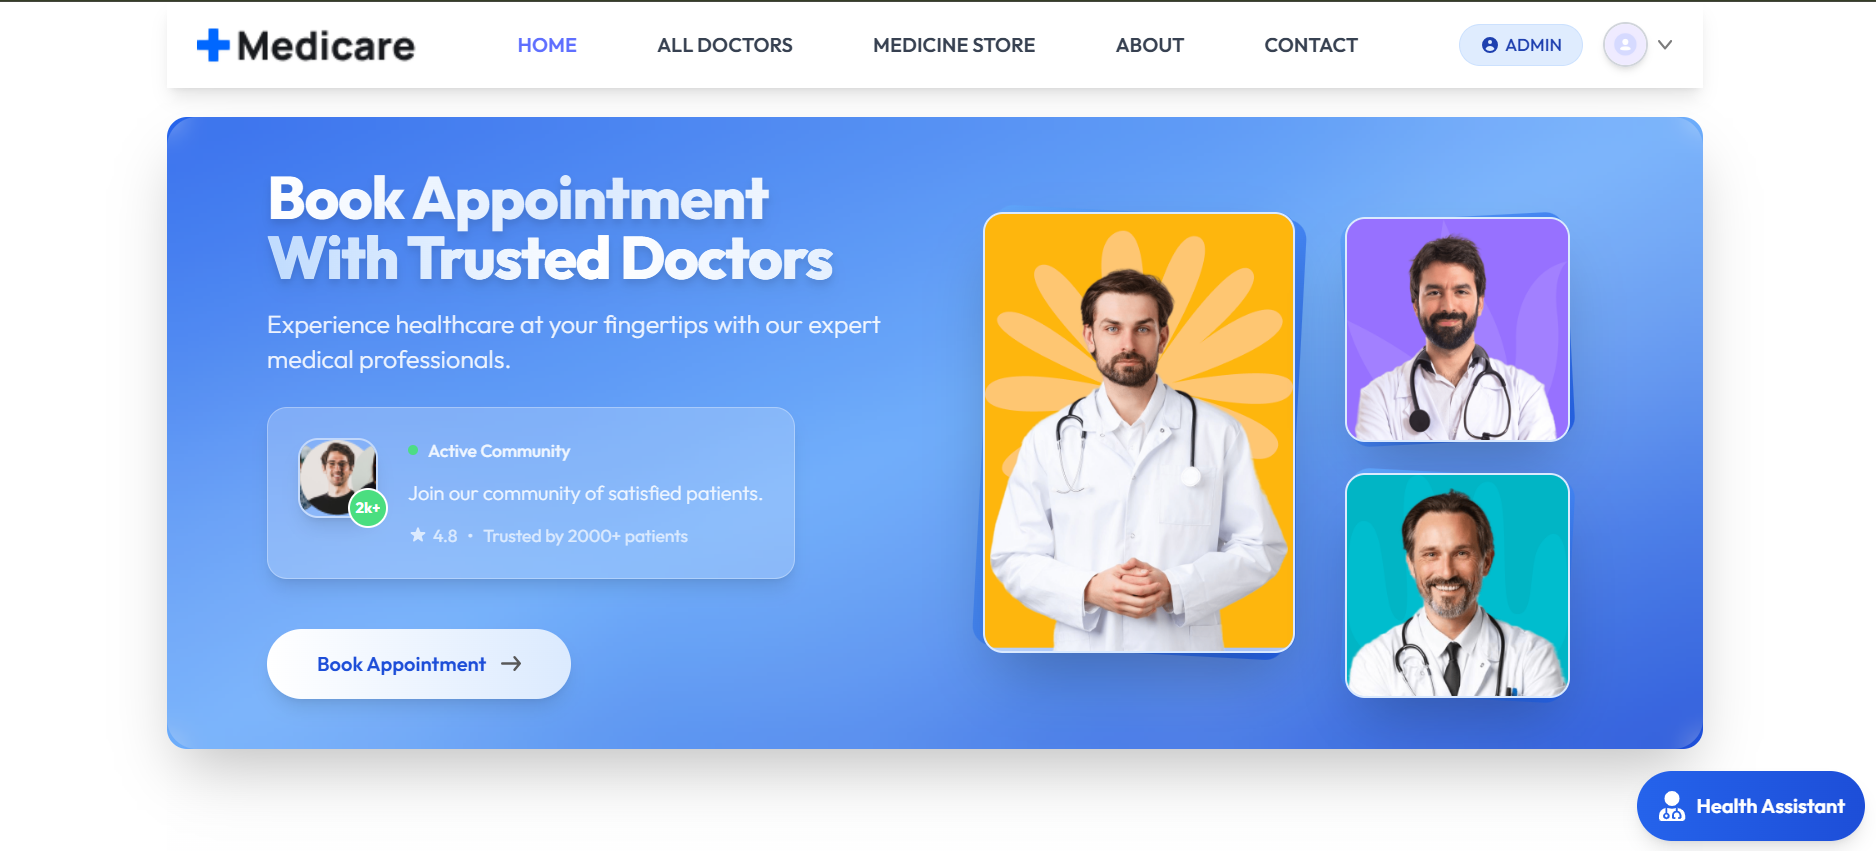 Medicare
HOME
ALL DOCTORS
MEDICINE STORE
ABOUT
CONTACT
ADMIN
Book Appointment
With Trusted Doctors
Experience healthcare at your fingertips with our expert
medical professionals.
Active Community
2k+
Join our community of satisfied patients.
4.8 • Trusted by 2000+ patients
Book Appointment
Health Assistant